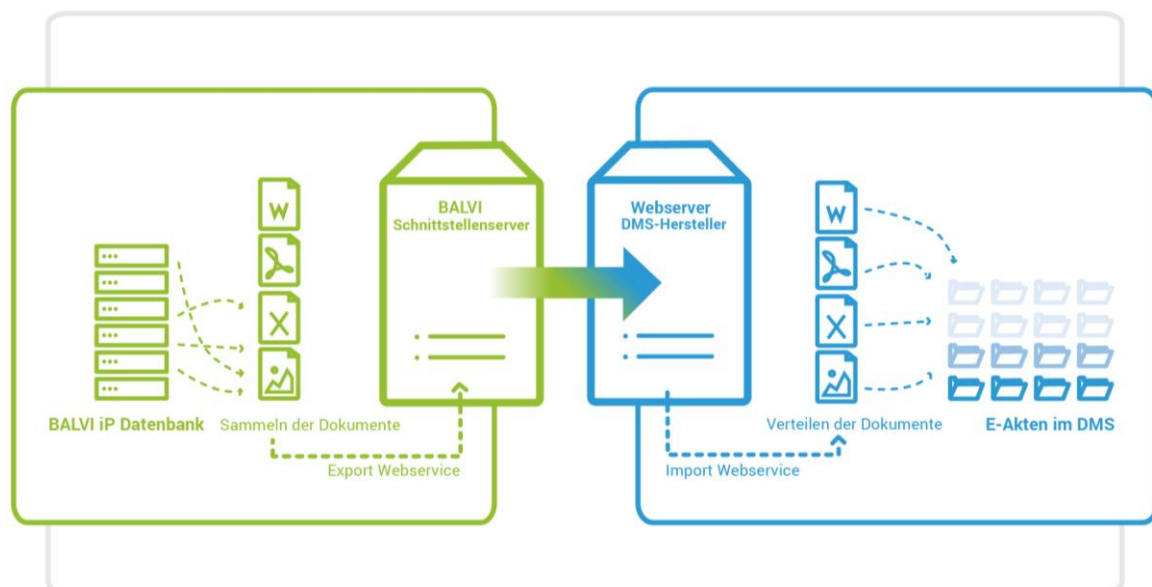 BALVI
Schnittstellenserver
Webserver
DMS-Hersteller
W
X
W
X
BALVI iP Datenbank
Sammeln der Dokumente
Export Webservice
Verteilen der Dokumente
E-Akten im DMS
Import Webservice